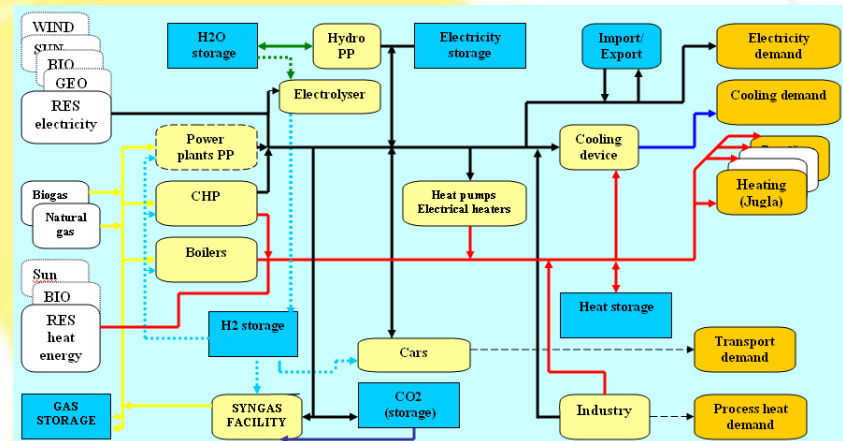 WIND
SUN
BIO
GEO
RES
electricity
H2O
storage
Hydro
PP
Electricity
storage
Import/
Export
Electricity
demand
Electrolyser
Cooling demand
Power
plants PP
Cooling
device
Biogas
Natural
gas
CHP
Heat pumps
Electrical heaters
Heating
(Jugla)
Boilers
Sun
BIO
RES
heat
energy
H2 storage
Heat storage
Cars
Transport
demand
GAS
STORAGE
SYNGAS
FACILITY
CO2
(storage)
Industry
Process heat
demand